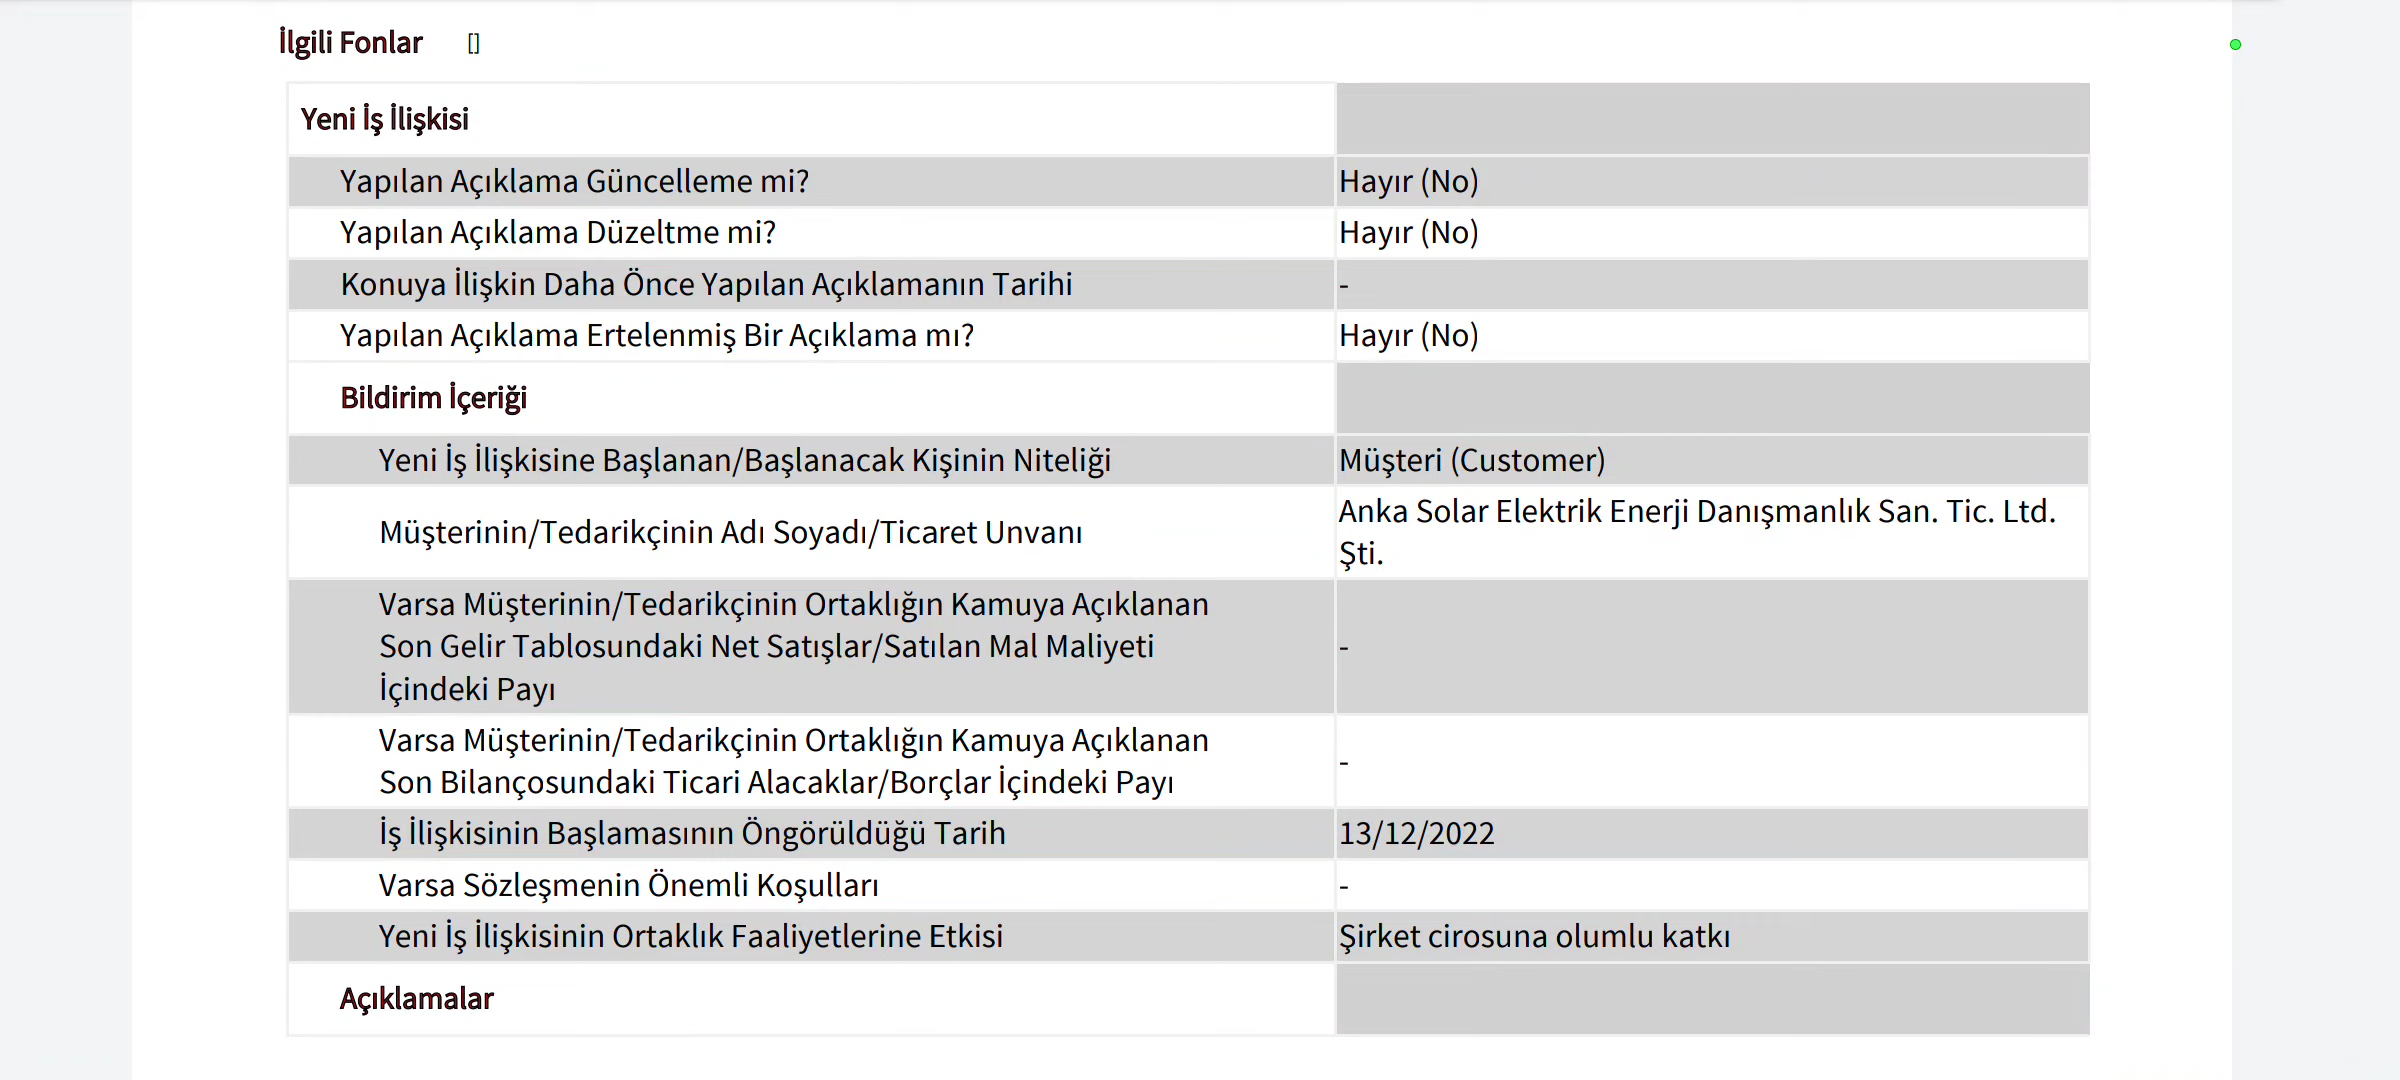 İlgili Fonlar []
Yeni İş İlişkisi
Yapılan Açıklama Güncelleme mi? Hayır (No)
Yapılan Açıklama Düzeltme mi? Hayır (No)
Konuya İlişkin Daha Önce Yapılan Açıklamanın Tarihi -
Yapılan Açıklama Ertelenmiş Bir Açıklama mı? Hayır (No)
Bildirim İçeriği
Yeni İş İlişkisine Başlanan/Başlanacak Kişinin Niteliği Müşteri (Customer)
Müşterinin/Tedarikçinin Adı Soyadı/Ticaret Unvanı
Anka Solar Elektrik Enerji Danışmanlık San. Tic. Ltd.
Şti.
Varsa Müşterinin/Tedarikçinin Ortaklığın Kamuya Açıklanan
Son Gelir Tablosundaki Net Satışlar/Satılan Mal Maliyeti
İçindeki Payı
-
Varsa Müşterinin/Tedarikçinin Ortaklığın Kamuya Açıklanan
Son Bilançosundaki Ticari Alacaklar/Borçlar İçindeki Payı
-
İş İlişkisinin Başlamasının Öngörüldüğü Tarih 13/12/2022
Varsa Sözleşmenin Önemli Koşulları -
Yeni İş İlişkisinin Ortaklık Faaliyetlerine Etkisi Şirket cirosuna olumlu katkı
Açıklamalar